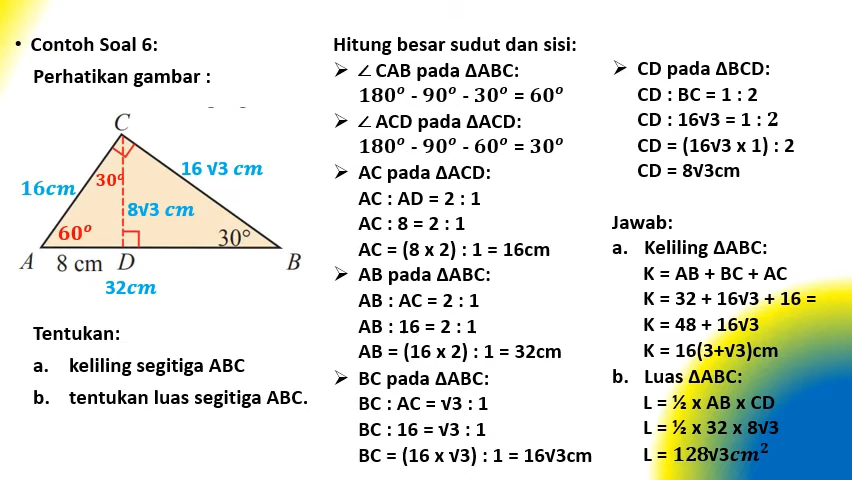 • Contoh Soal 6:
Perhatikan gambar :
C
16cm
30°
16 √3 cm
8√3 cm
60°
30°
A
8 cm
D
B
32cm
Tentukan:
a. keliling segitiga ABC
b. tentukan luas segitiga ABC.
Hitung besar sudut dan sisi:
➢ ∠ CAB pada ΔABC:
180° - 90° - 30° = 60°
➢ ∠ ACD pada ΔACD:
180° - 90° - 60° = 30°
➢ AC pada ΔACD:
AC : AD = 2 : 1
AC : 8 = 2 : 1
AC = (8 x 2) : 1 = 16cm
➢ AB pada ΔABC:
AB : AC = 2 : 1
AB : 16 = 2 : 1
AB = (16 x 2) : 1 = 32cm
➢ BC pada ΔABC:
BC : AC = √3 : 1
BC : 16 = √3 : 1
BC = (16 x √3) : 1 = 16√3cm
➢ CD pada ΔBCD:
CD : BC = 1 : 2
CD : 16√3 = 1 : 2
CD = (16√3 x 1) : 2
CD = 8√3cm
Jawab:
a. Keliling ΔABC:
K = AB + BC + AC
K = 32 + 16√3 + 16 =
K = 48 + 16√3
K = 16(3+√3)cm
b. Luas ΔABC:
L = ½ x AB x CD
L = ½ x 32 x 8√3
L = 128√3cm²